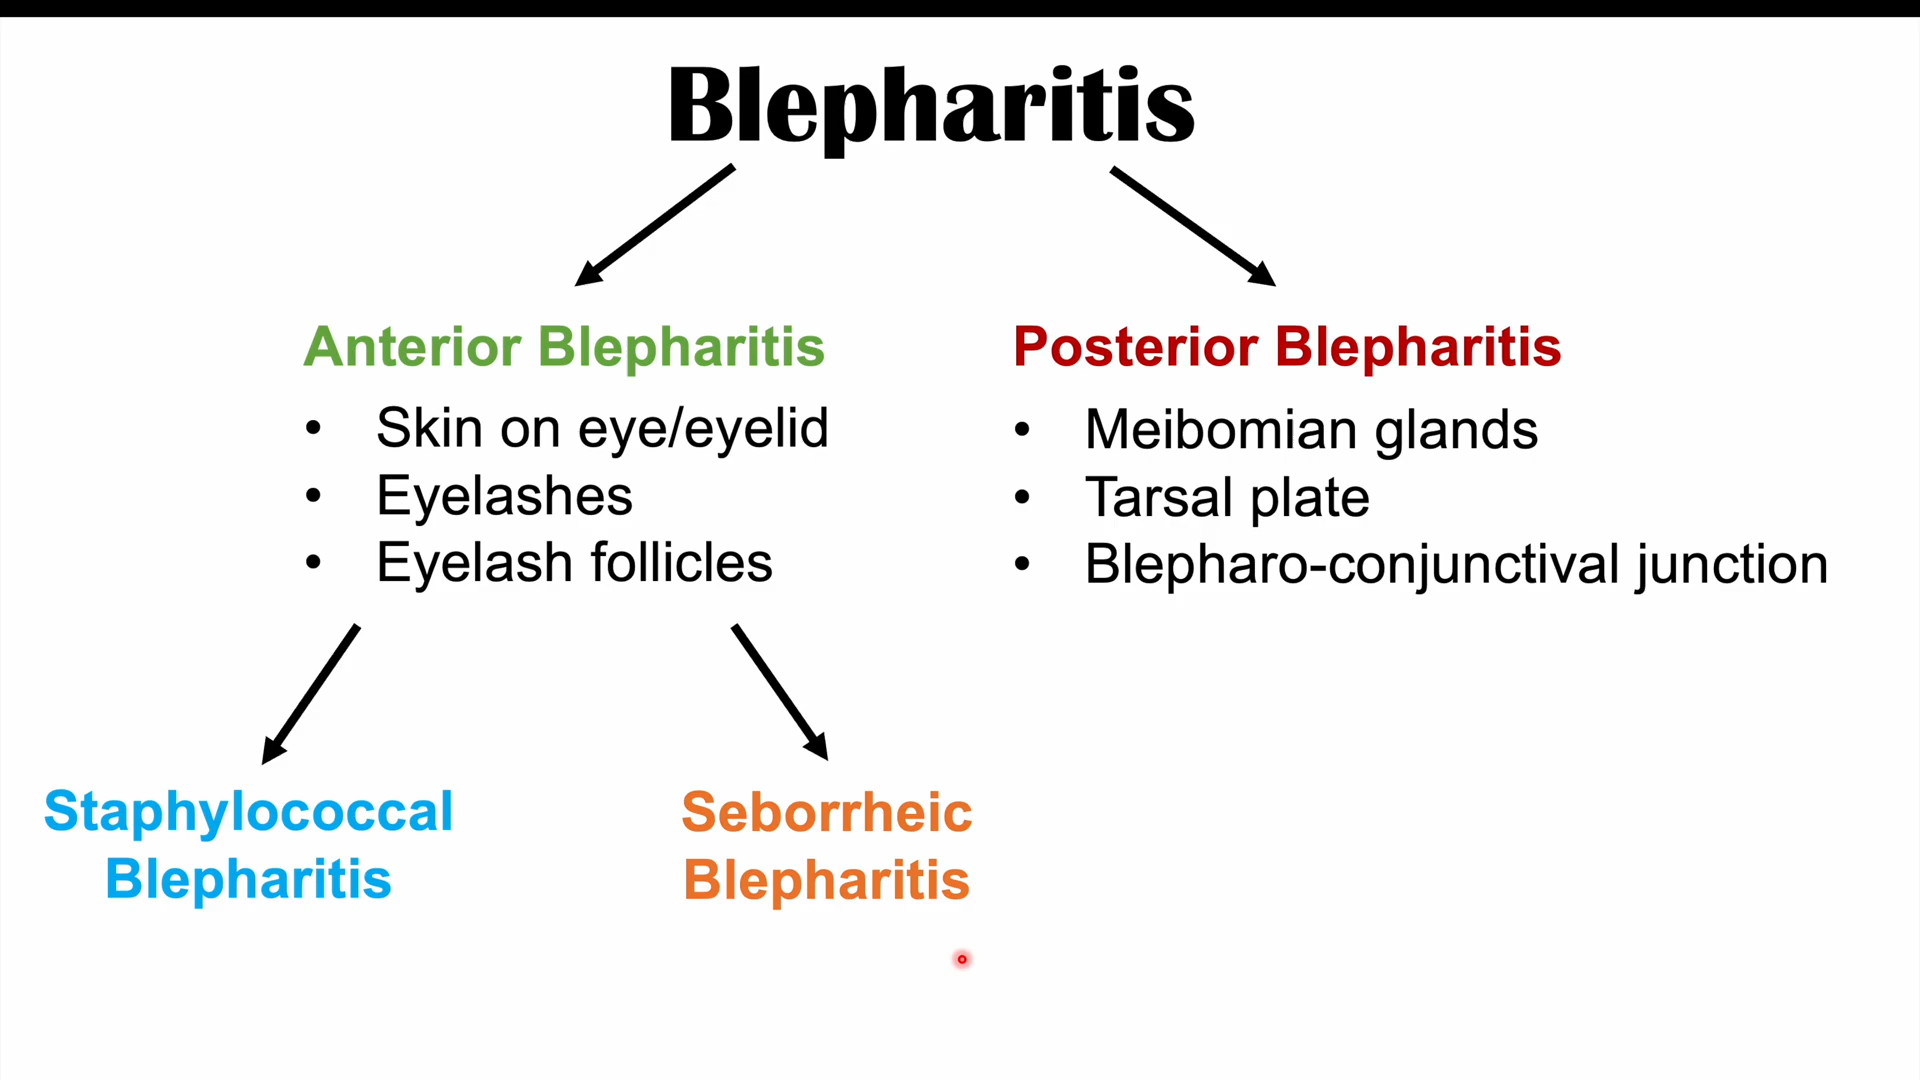 Blepharitis
Anterior Blepharitis
• Skin on eye/eyelid
• Eyelashes
• Eyelash follicles
Posterior Blepharitis
• Meibomian glands
• Tarsal plate
• Blepharo-conjunctival junction
Staphylococcal
Blepharitis
Seborrheic
Blepharitis